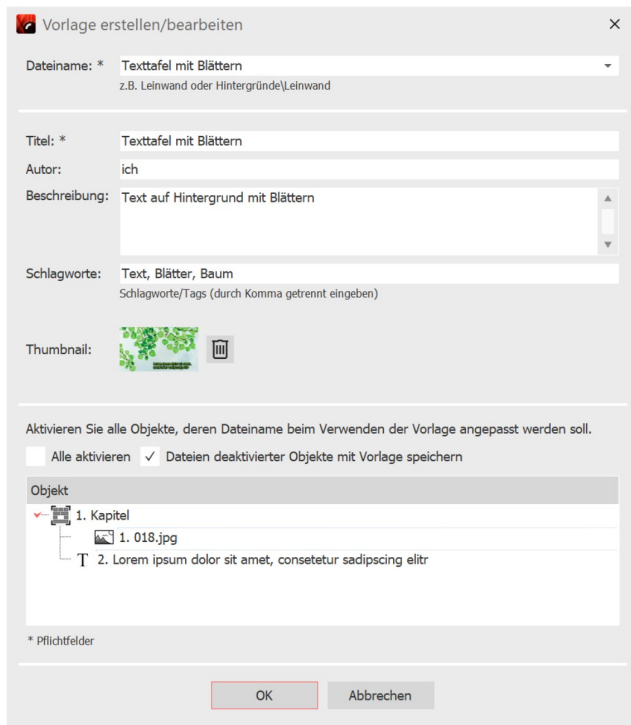 Vorlage erstellen/bearbeiten
Dateiname: * Texttafel mit Blättern
z.B. Leinwand oder Hintergründe\Leinwand
Titel: * Texttafel mit Blättern
Autor: ich
Beschreibung: Text auf Hintergrund mit Blättern
Schlagworte: Text, Blätter, Baum
Schlagworte/Tags (durch Komma getrennt eingeben)
Thumbnail:
Aktivieren Sie alle Objekte, deren Dateiname beim Verwenden der Vorlage angepasst werden soll.
Alle aktivieren Dateien deaktivierter Objekte mit Vorlage speichern
Objekt
1. Kapitel
1. 018.jpg
2. Lorem ipsum dolor sit amet, consetetur sadipscing elitr
* Pflichtfelder
OK Abbrechen